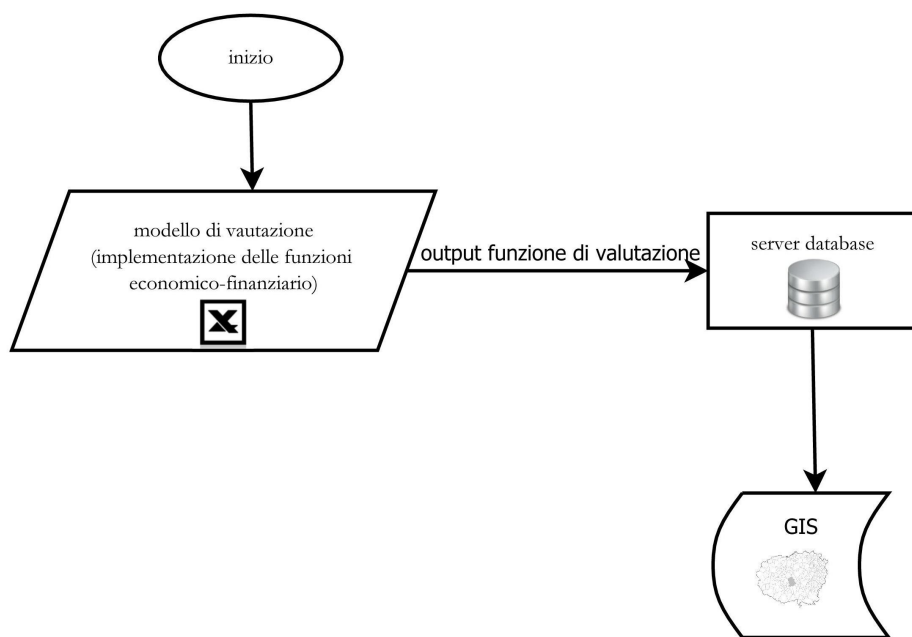 inizio
modello di vautazione
(implementazione delle funzioni
economico-finanziario)
output funzione di valutazione
server database
GIS